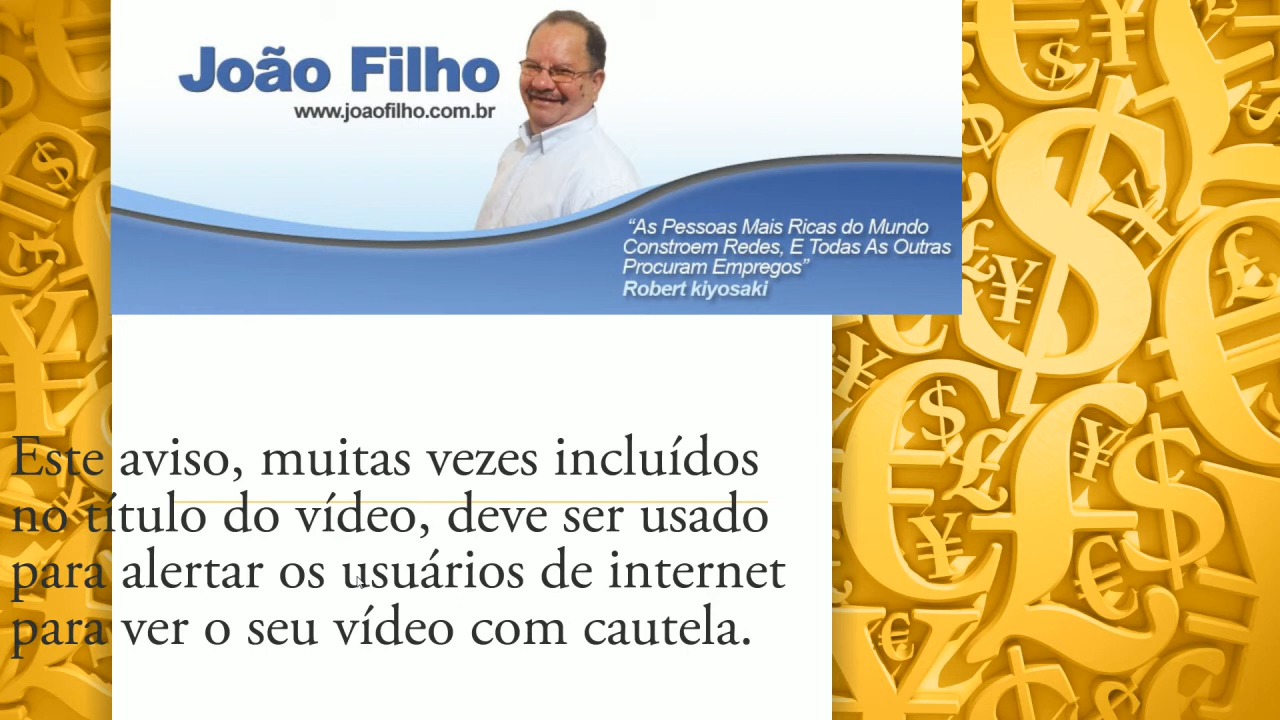 João Filho
www.joaofilho.com.br
“As Pessoas Mais Ricas do Mundo
Constroem Redes, E Todas As Outras
Procuram Empregos”
Robert kiyosaki
Este aviso, muitas vezes incluídos
no título do vídeo, deve ser usado
para alertar os usuários de internet
para ver o seu vídeo com cautela.